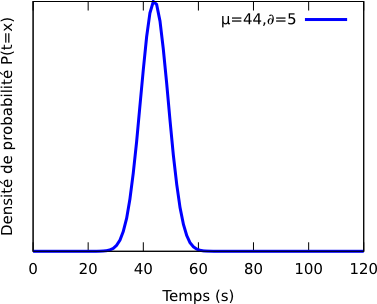 μ=44,∂=5
Densité de probabilité P(t=x)
0 20 40 60 80 100 120
Temps (s)